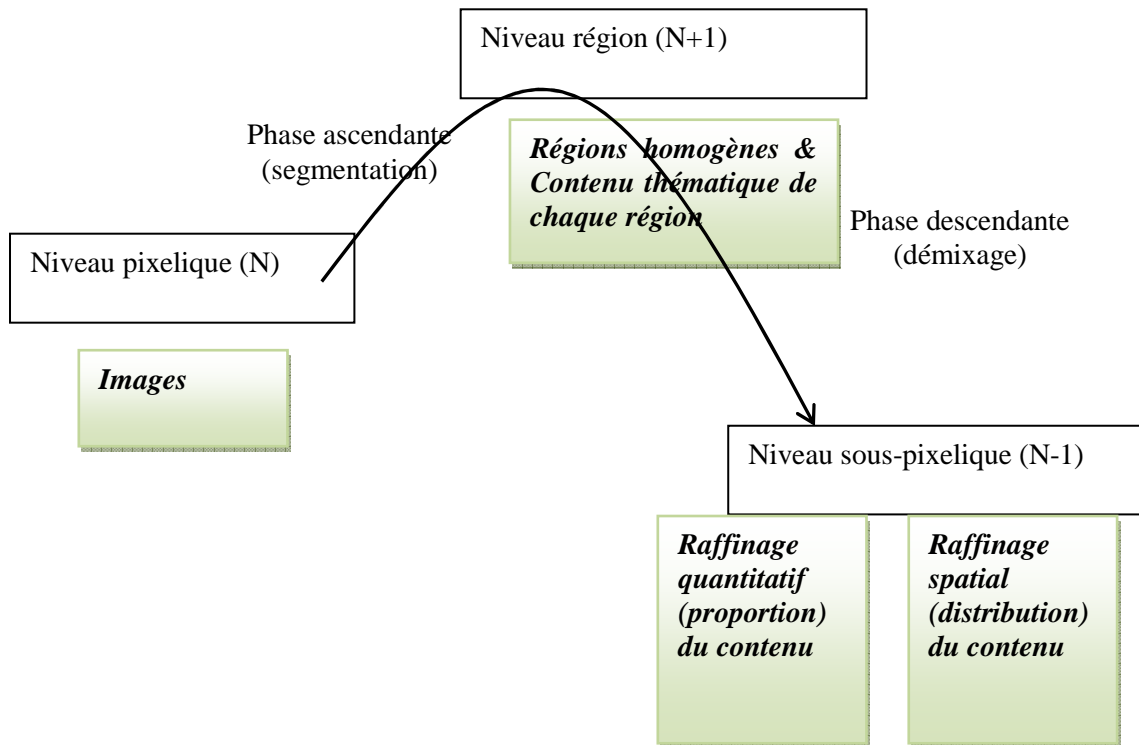 Niveau région (N+1)
Phase ascendante
(segmentation)
Régions homogènes &
Contenu thématique de
chaque région
Phase descendante
(démixage)
Niveau pixelique (N)
Images
Niveau sous-pixelique (N-1)
Raffinage
quantitatif
(proportion)
du contenu
Raffinage
spatial
(distribution)
du contenu